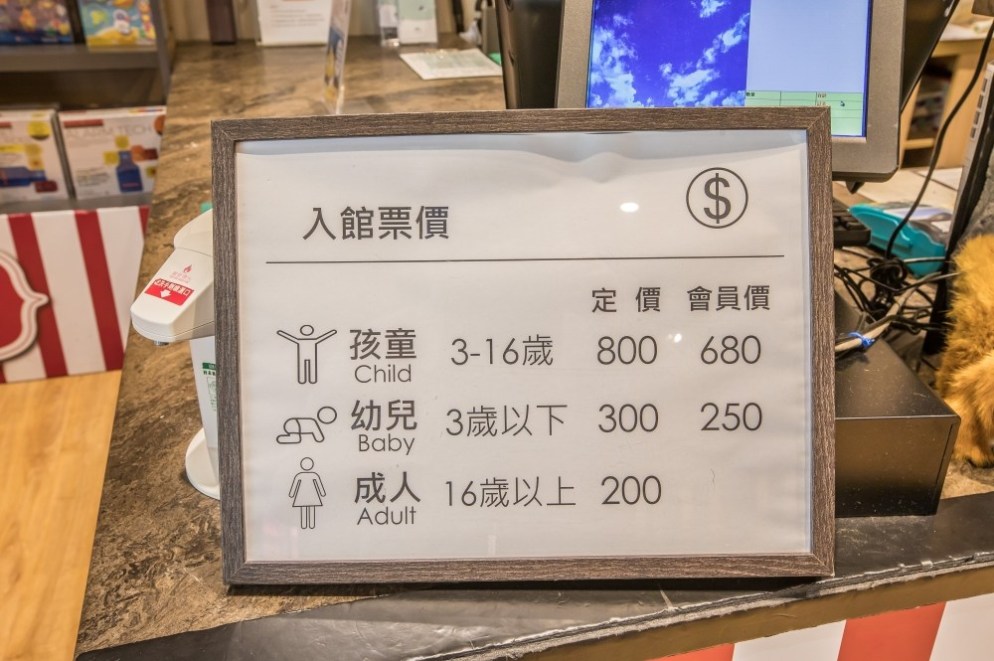 入館票價
$
定價 會員價
孩童 3-16歲 800 680
Child
幼兒 3歲以下 300 250
Baby
成人 16歲以上 200
Adult